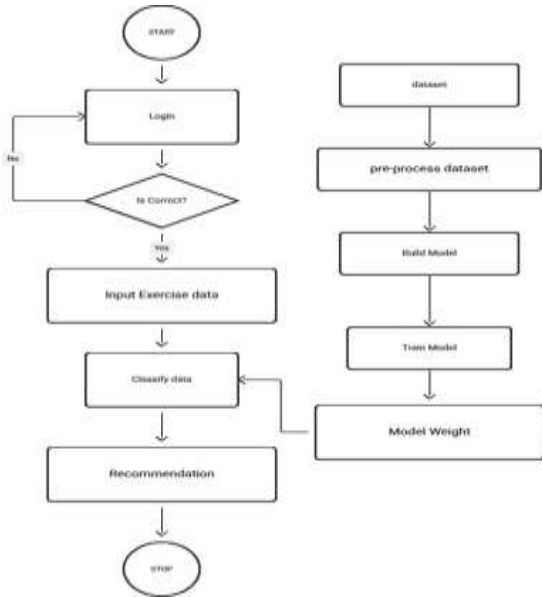 START
Login
No
Is Correct?
Yes
Input Exercise data
Classify data
Recommendation
STOP
dataset
pre-process dataset
Build Model
Train Model
Model Weight